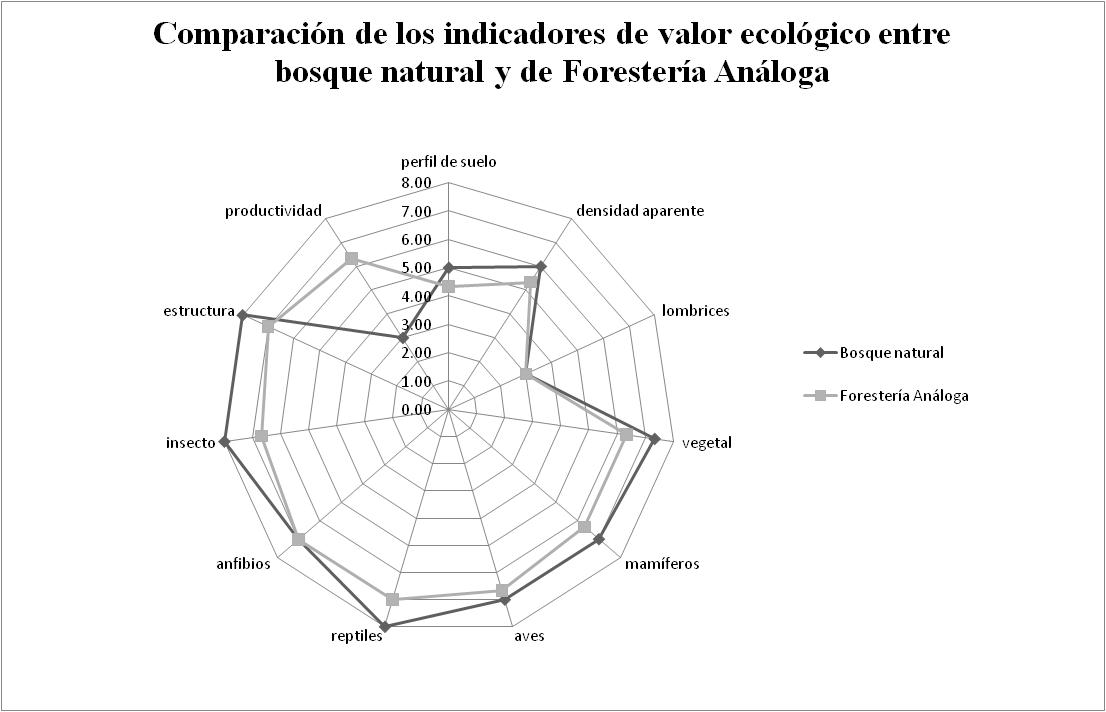 Comparación de los indicadores de valor ecológico entre
bosque natural y de Forestería Análoga
perfil de suelo
8.00
7.00
6.00
5.00
4.00
3.00
2.00
1.00
0.00
densidad aparente
lombrices
vegetal
mamíferos
aves
reptiles
anfibios
insecto
estructura
productividad
Bosque natural
Forestería Análoga